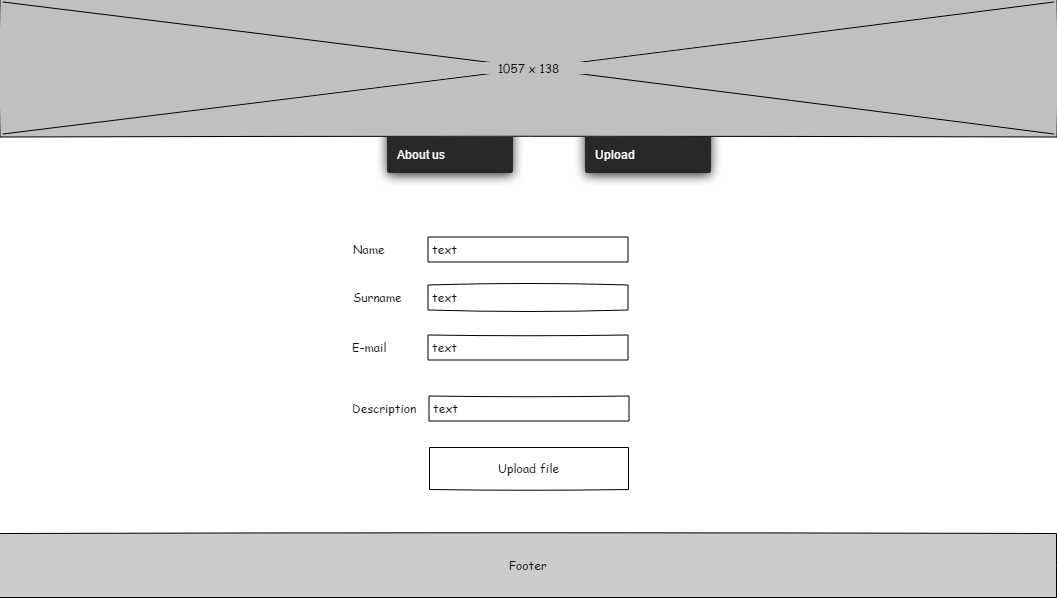 1057 x 138
About us
Upload
Name
text
Surname
text
E-mail
text
Description
text
Upload file
Footer